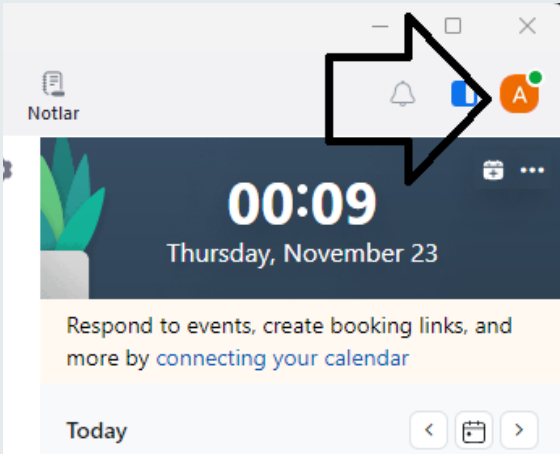 Notlar
A
00:09
Thursday, November 23
Respond to events, create booking links, and
more by connecting your calendar
Today